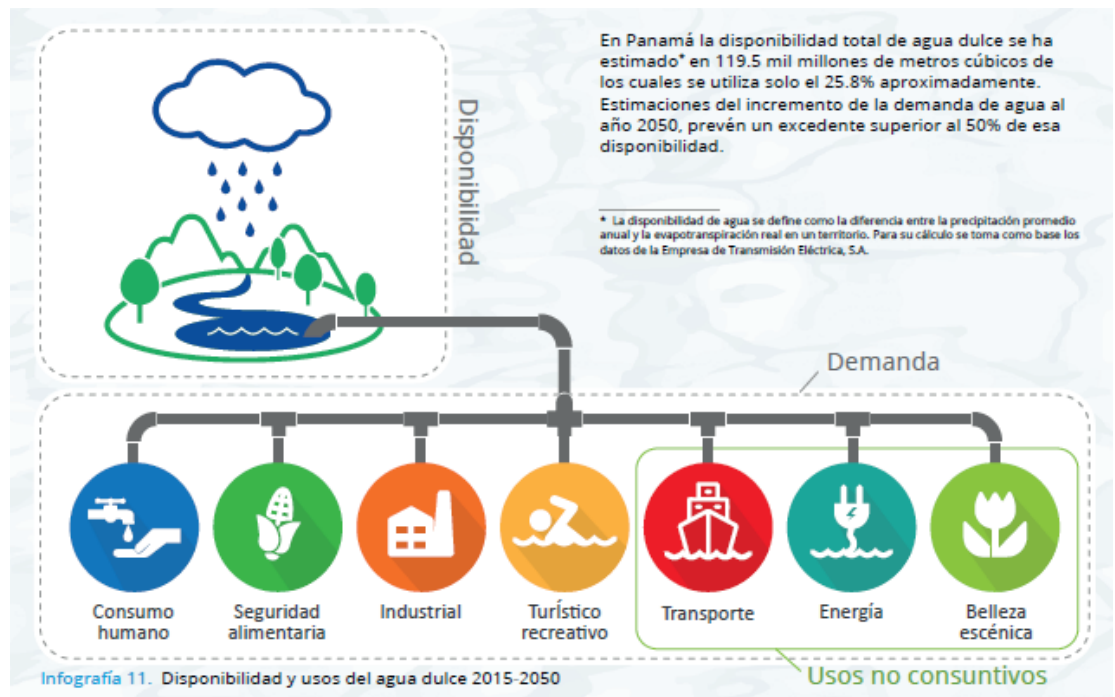 En Panamá la disponibilidad total de agua dulce se ha
estimado* en 119.5 mil millones de metros cúbicos de
los cuales se utiliza solo el 25.8% aproximadamente.
Estimaciones del incremento de la demanda de agua al
año 2050, prevén un excedente superior al 50% de esa
disponibilidad.
* La disponibilidad de agua se define como la diferencia entre la precipitación promedio
anual y la evapotranspiración real en un territorio. Para su cálculo se toma como base los
datos de la Empresa de Transmisión Eléctrica, S.A.
Disponibilidad
Demanda
Consumo
humano
Seguridad
alimentaria
Industrial
Turístico
recreativo
Transporte
Energía
Belleza
escénica
Usos no consuntivos
Infografía 11. Disponibilidad y usos del agua dulce 2015-2050